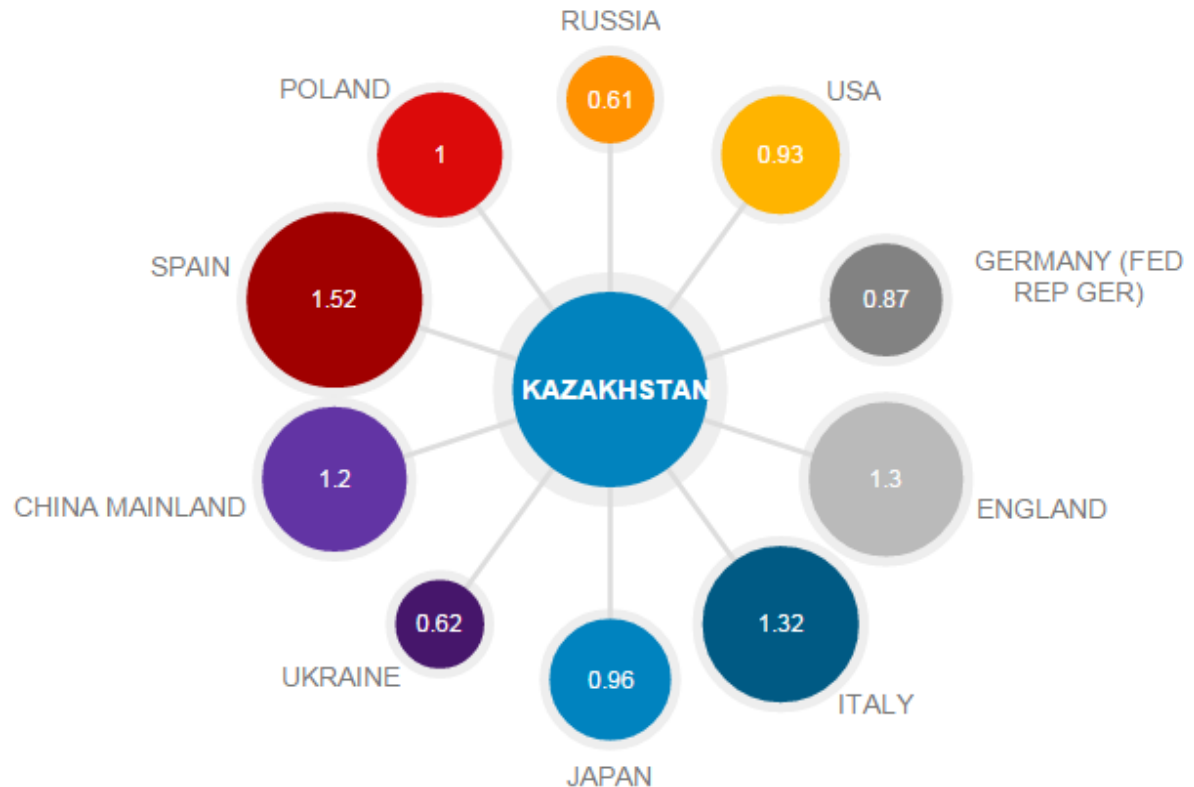 RUSSIA
0.61
USA
0.93
GERMANY (FED
REP GER)
0.87
ENGLAND
1.3
ITALY
1.32
JAPAN
0.96
UKRAINE
0.62
CHINA MAINLAND
1.2
SPAIN
1.52
POLAND
1
KAZAKHSTAN